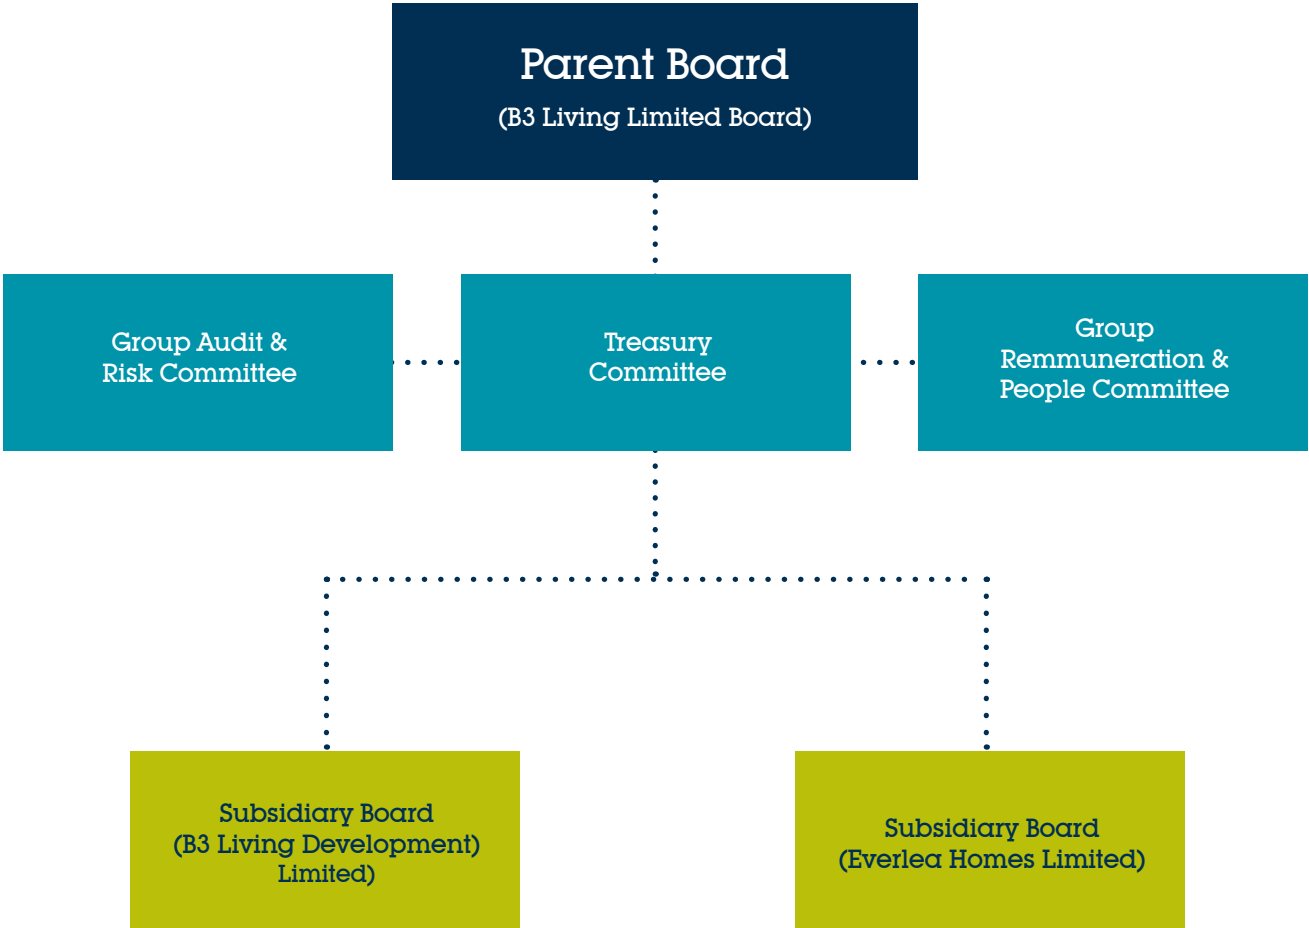 Parent Board
(B3 Living Limited Board)
Group Audit &
Risk Committee
Treasury
Committee
Group
Remmuneration &
People Committee
Subsidiary Board
(B3 Living Development)
Limited)
Subsidiary Board
(Everlea Homes Limited)